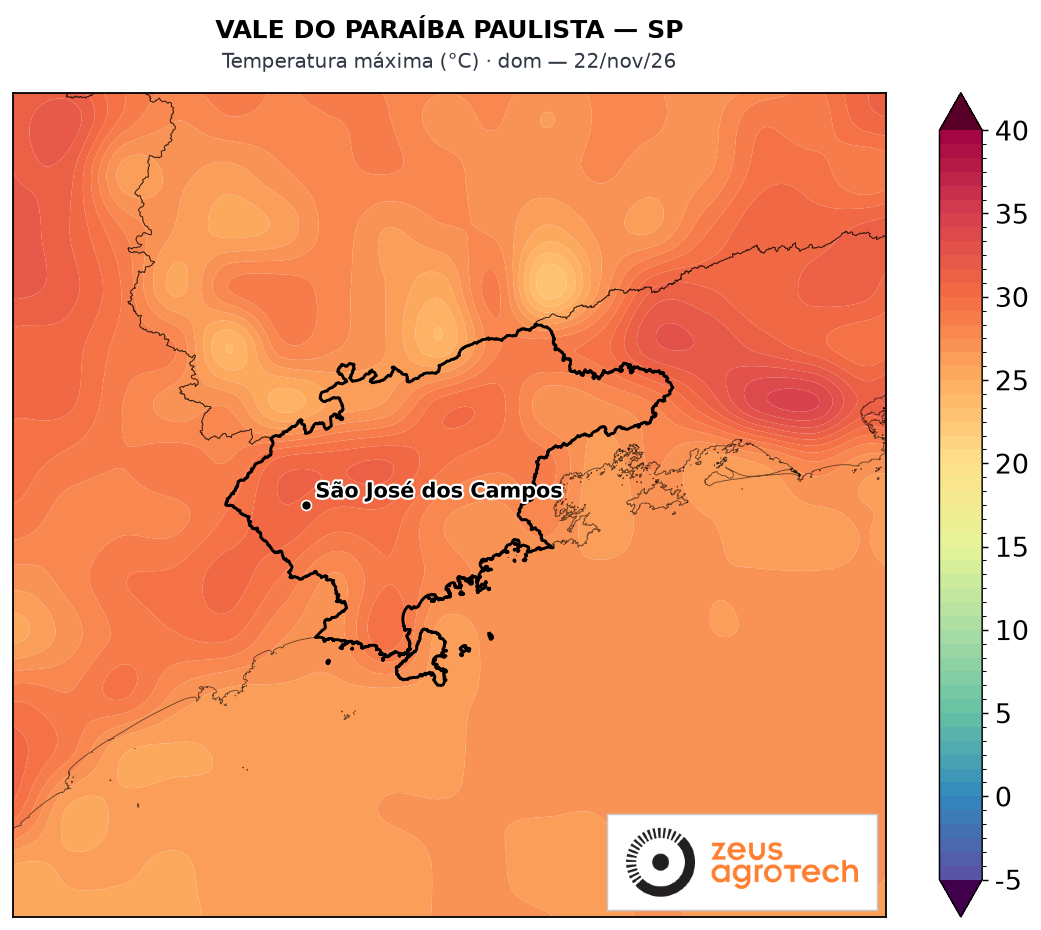 VALE DO PARAÍBA PAULISTA — SP
Temperatura máxima (°C) · dom — 22/nov/26
40
35
30
25
20
15
10
5
0
-5
São José dos Campos
zeus
agrotech